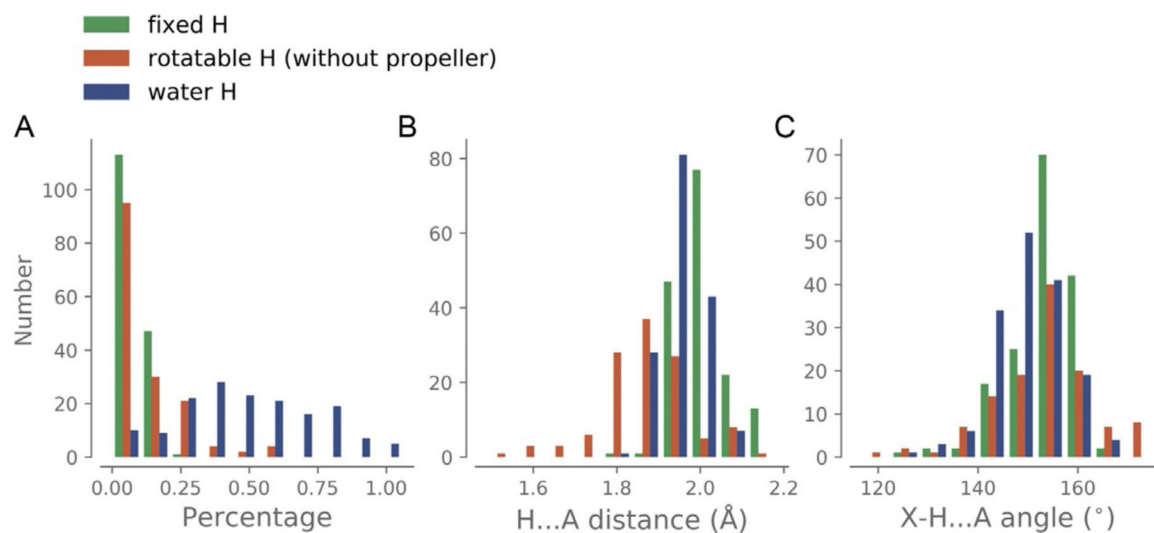 fixed H
rotatable H (without propeller)
water H
A
B
C
100
80
60
40
20
0
Number
0.00 0.25 0.50 0.75 1.00
Percentage
80
60
40
20
0
1.6 1.8 2.0 2.2
H...A distance (Å)
70
60
50
40
30
20
10
0
120 140 160
X-H...A angle (°)